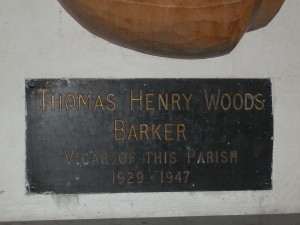 THOMAS HENRY WOODS
BARKER
VICAR OF THIS PARISH
1929 - 1947